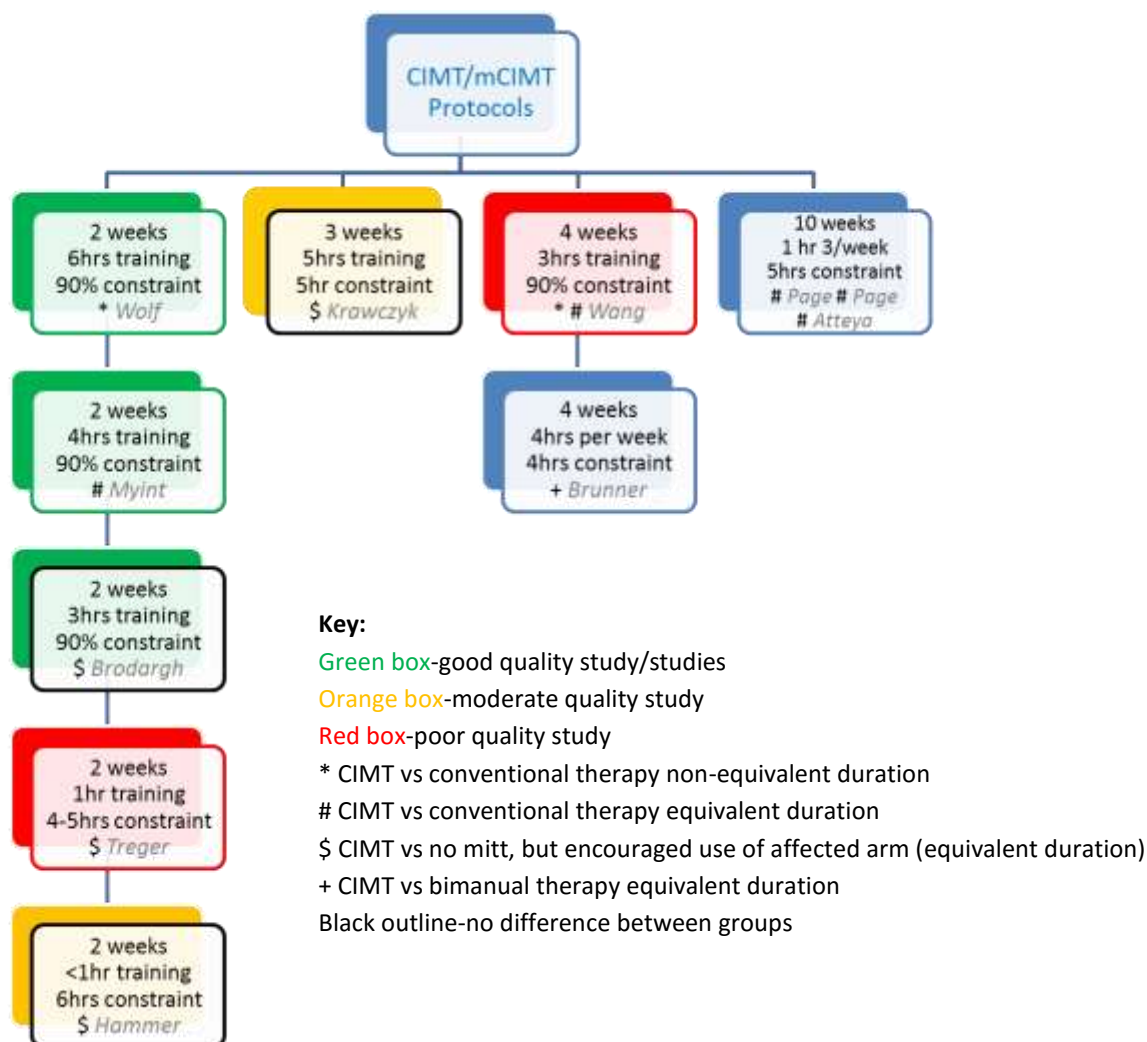 CIMT/mCIMT
Protocols
2 weeks
6hrs training
90% constraint
* Wolf
3 weeks
5hrs training
5hr constraint
$ Krawczyk
4 weeks
3hrs training
90% constraint
* # Wang
10 weeks
1 hr 3/week
5hrs constraint
# Page # Page
# Atteya
2 weeks
4hrs training
90% constraint
# Myint
4 weeks
4hrs per week
4hrs constraint
+ Brunner
2 weeks
3hrs training
90% constraint
$ Brodargh
2 weeks
1hr training
4-5hrs constraint
$ Treger
2 weeks
<1hr training
6hrs constraint
$ Hammer
Key:
Green box-good quality study/studies
Orange box-moderate quality study
Red box-poor quality study
* CIMT vs conventional therapy non-equivalent duration
# CIMT vs conventional therapy equivalent duration
$ CIMT vs no mitt, but encouraged use of affected arm (equivalent duration)
+ CIMT vs bimanual therapy equivalent duration
Black outline-no difference between groups